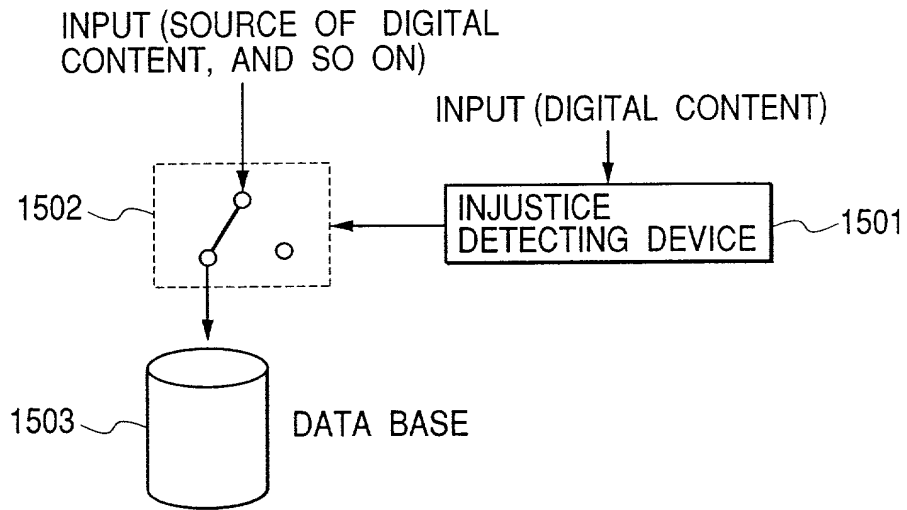 INPUT (SOURCE OF DIGITAL
CONTENT, AND SO ON)
INPUT (DIGITAL CONTENT)
1502
INJUSTICE
DETECTING DEVICE
1501
1503
DATA BASE